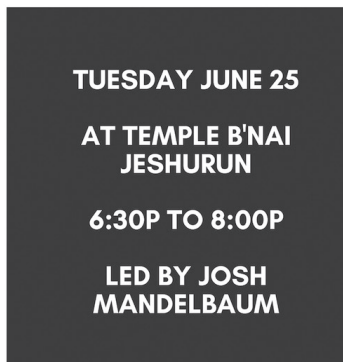 TUESDAY JUNE 25
AT TEMPLE B'NAI
JESHURUN
6:30P TO 8:00P
LED BY JOSH
MANDELBAUM